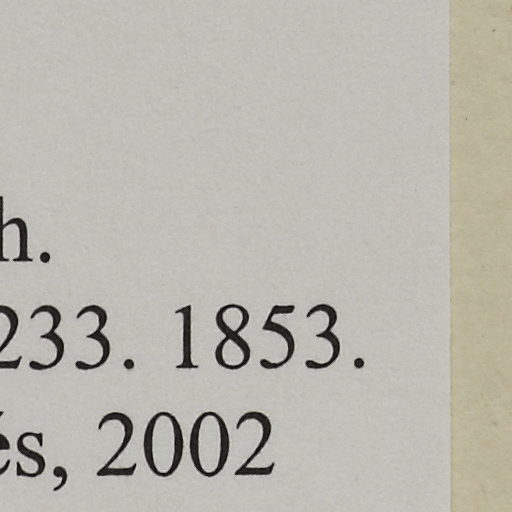 h.
233. 1853.
és, 2002